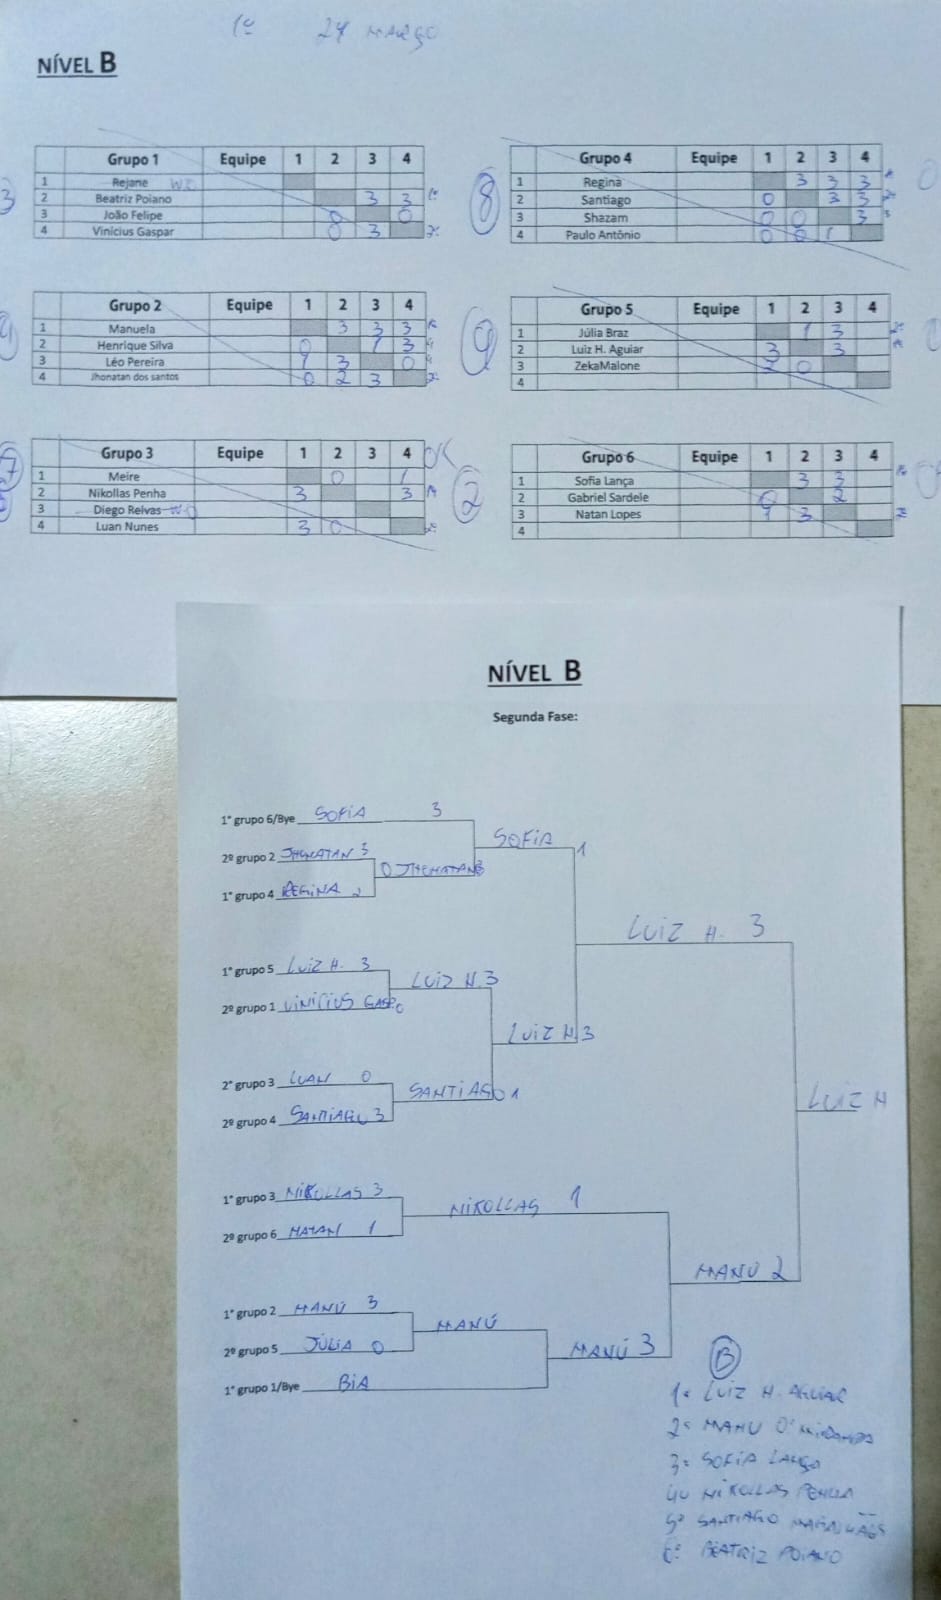 1º 24 MARÇO
NÍVEL B
Grupo 1 Equipe 1 2 3 4
1 Rejane W
2 Beatriz Poiano 3 3 1º
3 João Felipe 0 0
4 Vinícius Gaspar 0 3 2º
3
Grupo 4 Equipe 1 2 3 4
1 Regina 3 3 3
2 Santiago 0 3 3
3 Shazam 0 0 3
4 Paulo Antônio 0 0 1
8
Grupo 2 Equipe 1 2 3 4
1 Manuela 3 3 3 1º
2 Henrique Silva 0 1 3
3 Léo Pereira 1 3 0
4 Jhonatan dos santos 0 2 3 2º
Grupo 5 Equipe 1 2 3 4
1 Júlia Braz 1 3 2º
2 Luiz H. Aguiar 3 3 1º
3 ZekaMalone 2 0
4
9
Grupo 3 Equipe 1 2 3 4 OK
1 Meire 0 1
2 Nikollas Penha 3 3 1º
3 Diego Relvas WO
4 Luan Nunes 3 0 2º
7
2
Grupo 6 Equipe 1 2 3 4
1 Sofia Lança 3 3 1º
2 Gabriel Sardele 0 2
3 Natan Lopes 1 3 2º
4
NÍVEL B
Segunda Fase:
1º grupo 6/Bye SOFIA 3
SOFIA 1
2º grupo 2 JHONATAN 3
0 JHONATAN
1º grupo 4 REGINA 2
LUIZ H. 3
1º grupo 5 LUIZ H. 3
LUIZ H. 3
2º grupo 1 VINICIUS GASP. 0
LUIZ H. 3
2º grupo 3 LUAN 0
SANTIAGO 1
LUIZ H
2º grupo 4 SANTIAGO 3
1º grupo 3 NIKOLLAS 3
NIKOLLAS 1
2º grupo 6 NATAN 1
MANÚ 2
1º grupo 2 MANÚ 3
MANÚ
2º grupo 5 JÚLIA 0
MANÚ 3
1º grupo 1/Bye BIA
B
1º LUIZ H. AGUIAR
2º MANU
3º SOFIA LANÇA
4º NIKOLLAS PENHA
5º SANTIAGO MAGALHÃES
6º BEATRIZ POIANO